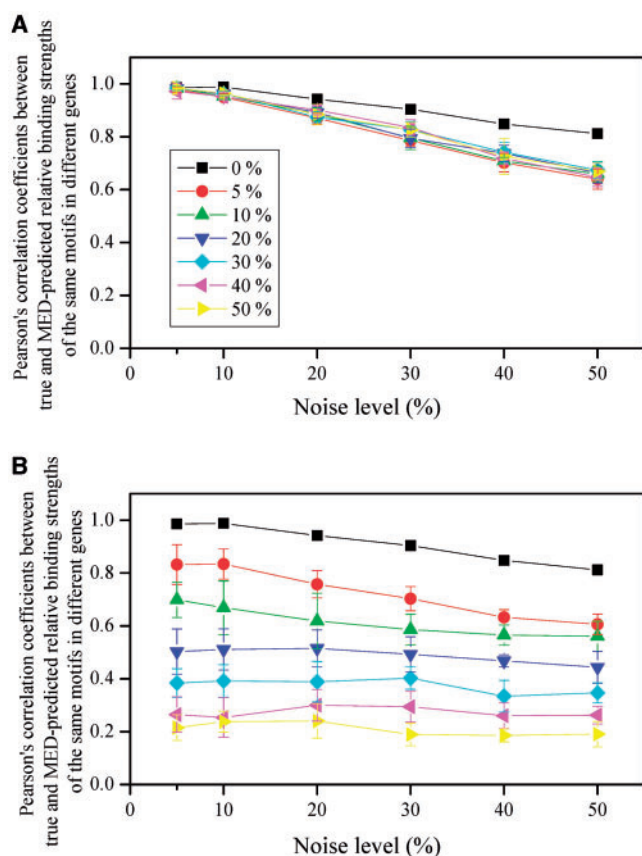 A
Pearson's correlation coefficients between
true and MED-predicted relative binding strengths
of the same motifs in different genes
1.0
0.8
0.6
0.4
0.2
0.0
0 %
5 %
10 %
20 %
30 %
40 %
50 %
0 10 20 30 40 50
Noise level (%)
B
Pearson's correlation coefficients between
true and MED-predicted relative binding strengths
of the same motifs in different genes
1.0
0.8
0.6
0.4
0.2
0.0
0 10 20 30 40 50
Noise level (%)